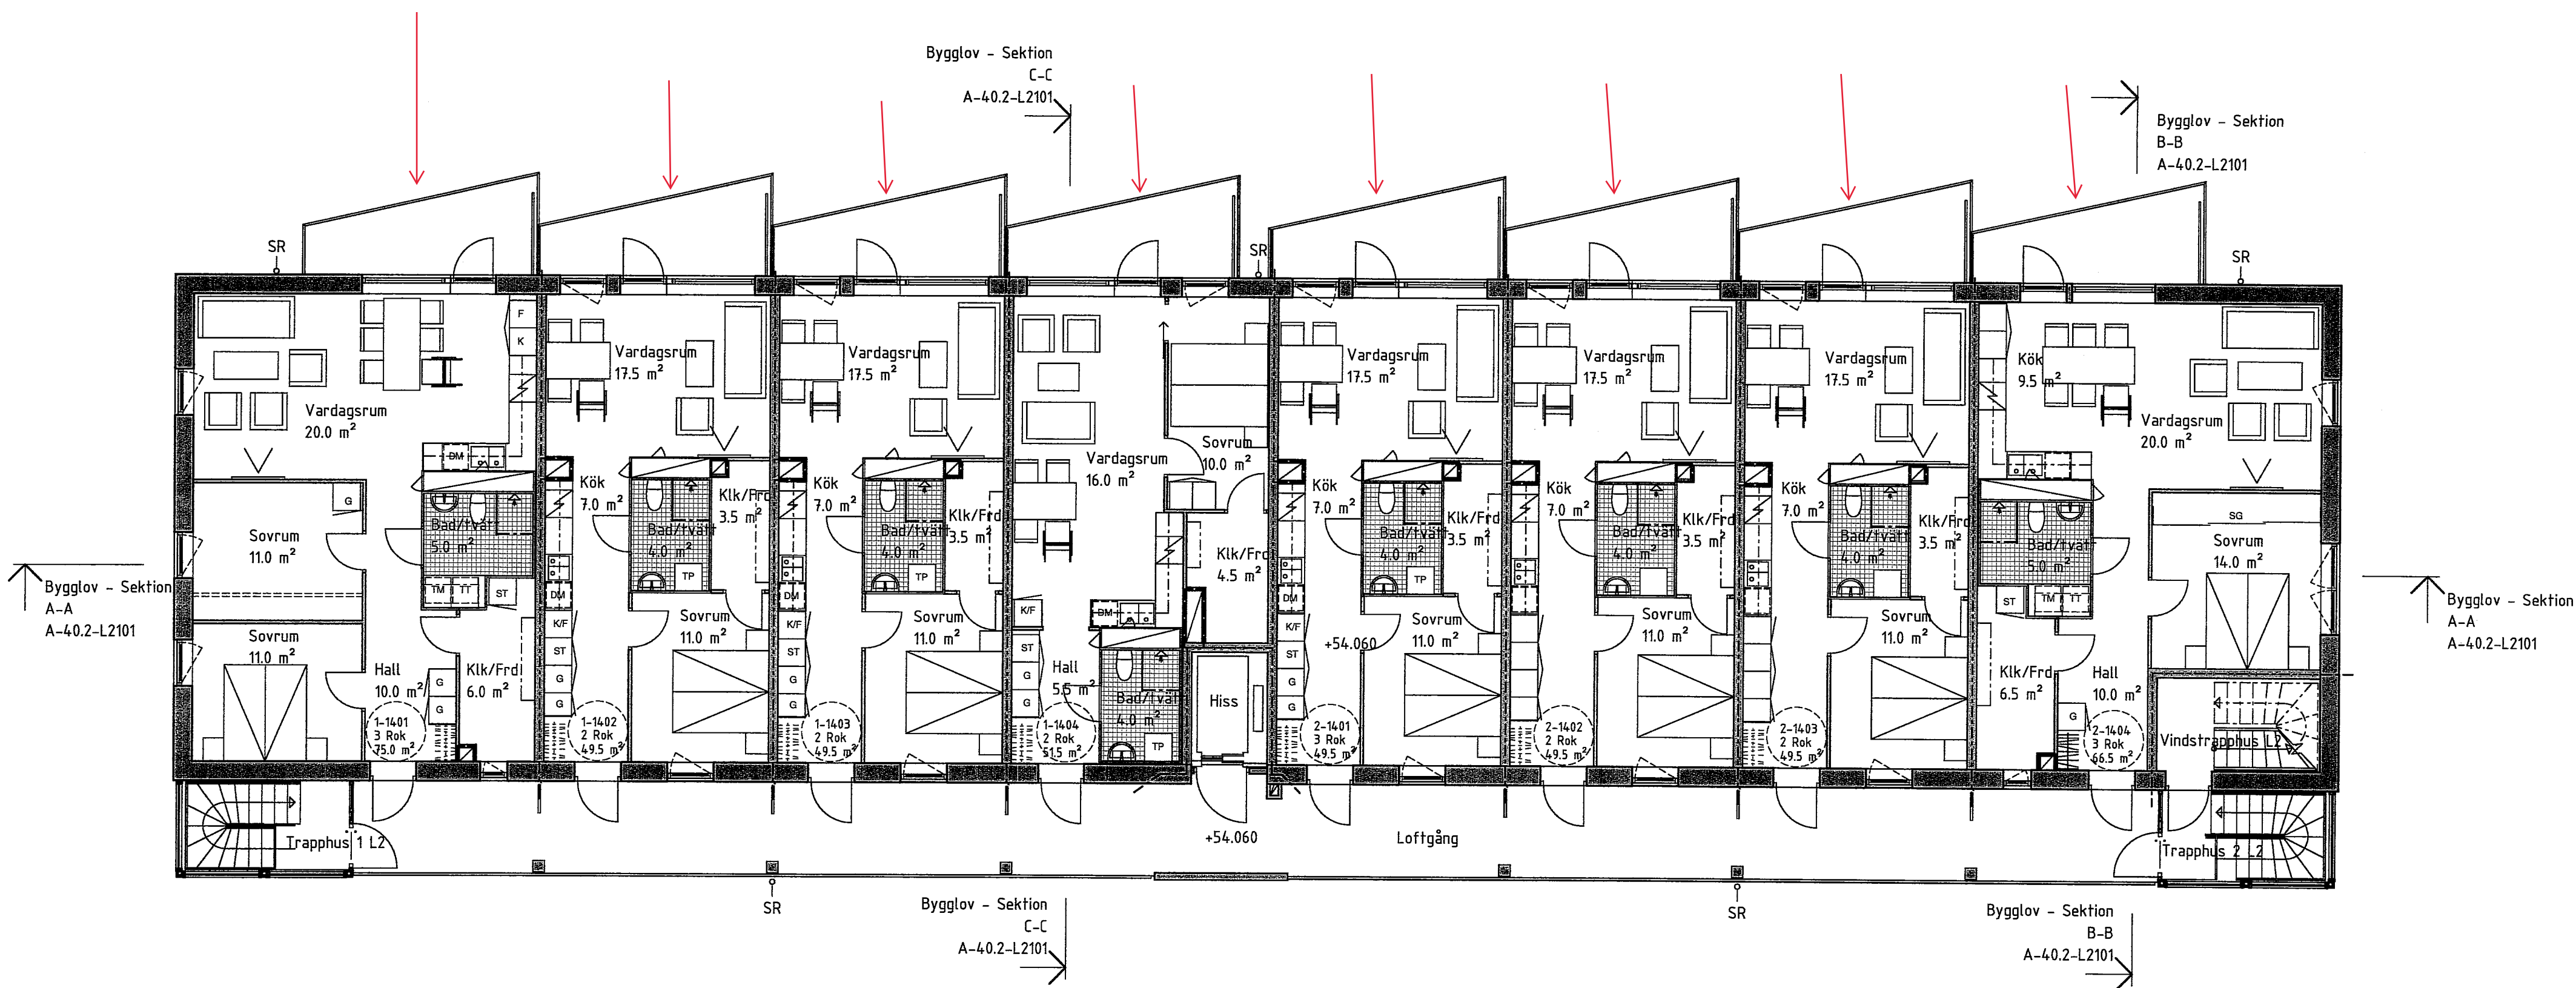 Bygglov - Sektion
C-C
A-40.2-L2101
Bygglov - Sektion
B-B
A-40.2-L2101
SR
SR
SR
F
K
Vardagsrum
20.0 m²
DM
G
Sovrum
11.0 m²
Bad/tvätt
5.0 m²
TM
TT
ST
Sovrum
11.0 m²
Hall
10.0 m²
G
G
Klk/Frd
6.0 m²
1-1401
3 Rok
75.0 m²
Vardagsrum
17.5 m²
Kök
7.0 m²
Klk/Frd
3.5 m²
Bad/tvätt
4.0 m²
TP
DM
K/F
ST
G
G
Sovrum
11.0 m²
1-1402
2 Rok
49.5 m²
Vardagsrum
17.5 m²
Kök
7.0 m²
Klk/Frd
3.5 m²
Bad/tvätt
4.0 m²
TP
DM
K/F
ST
G
G
Sovrum
11.0 m²
1-1403
2 Rok
49.5 m²
Vardagsrum
16.0 m²
Sovrum
10.0 m²
Klk/Frd
4.5 m²
K/F
DM
ST
G
G
Hall
5.5 m²
Bad/tvätt
4.0 m²
TP
1-1404
2 Rok
51.5 m²
Hiss
Vardagsrum
17.5 m²
Kök
7.0 m²
Klk/Frd
3.5 m²
Bad/tvätt
4.0 m²
TP
DM
K/F
ST
G
G
+54.060
Sovrum
11.0 m²
2-1401
3 Rok
49.5 m²
Vardagsrum
17.5 m²
Kök
7.0 m²
Klk/Frd
3.5 m²
Bad/tvätt
4.0 m²
Sovrum
11.0 m²
2-1402
2 Rok
49.5 m²
Vardagsrum
17.5 m²
Kök
7.0 m²
Klk/Frd
3.5 m²
Bad/tvätt
4.0 m²
Sovrum
11.0 m²
2-1403
2 Rok
49.5 m²
Kök
9.5 m²
Vardagsrum
20.0 m²
SG
Sovrum
14.0 m²
Bad/tvätt
5.0 m²
ST
TM
TT
Klk/Frd
6.5 m²
Hall
10.0 m²
G
2-1404
3 Rok
66.5 m²
Vindstrapphus L2
Bygglov - Sektion
A-A
A-40.2-L2101
Bygglov - Sektion
A-A
A-40.2-L2101
Trapphus 1 L2
+54.060
Loftgång
Trapphus 2 L2
SR
SR
Bygglov - Sektion
C-C
A-40.2-L2101
Bygglov - Sektion
B-B
A-40.2-L2101